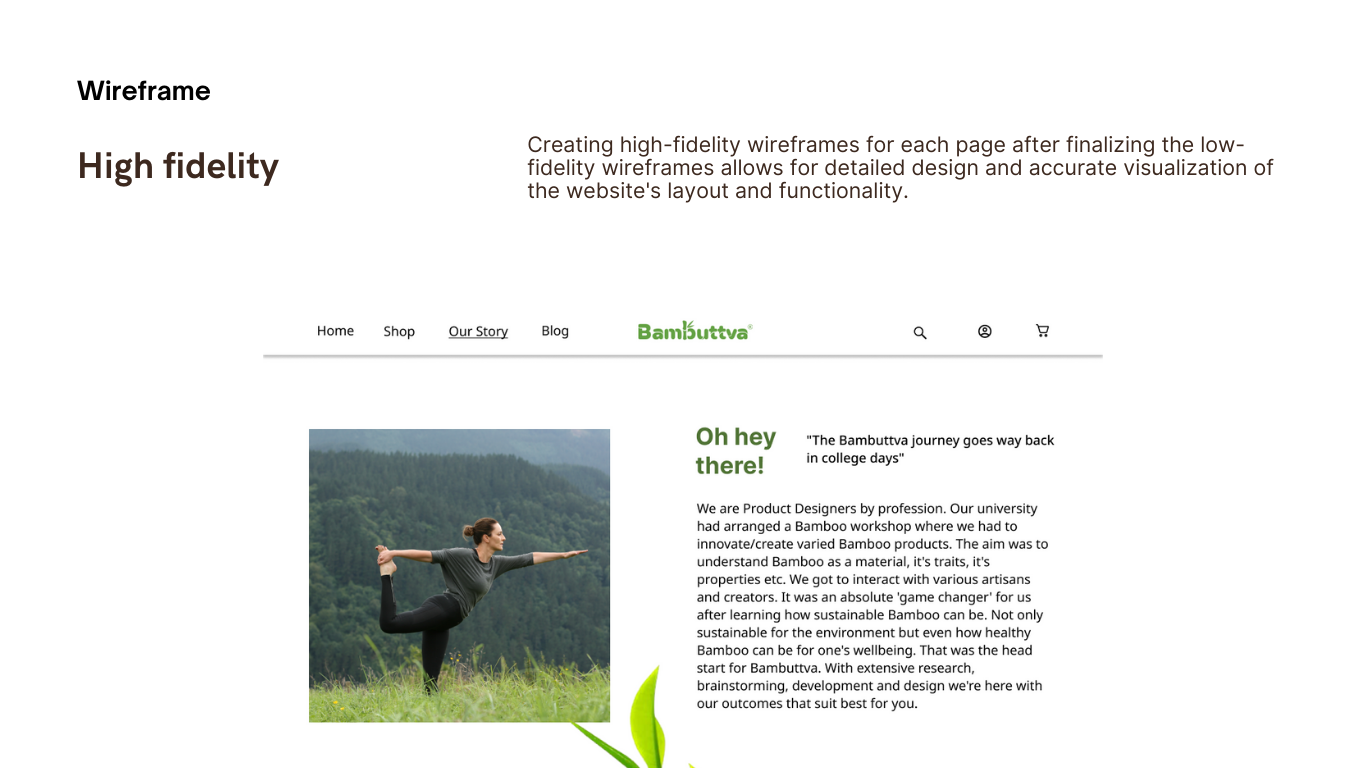 Wireframe
High fidelity
Creating high-fidelity wireframes for each page after finalizing the low-
fidelity wireframes allows for detailed design and accurate visualization of
the website's layout and functionality.
Home Shop Our Story Blog Bambuttva®
Oh hey
there!
"The Bambuttva journey goes way back
in college days"
We are Product Designers by profession. Our university
had arranged a Bamboo workshop where we had to
innovate/create varied Bamboo products. The aim was to
understand Bamboo as a material, it's traits, it's
properties etc. We got to interact with various artisans
and creators. It was an absolute 'game changer' for us
after learning how sustainable Bamboo can be. Not only
sustainable for the environment but even how healthy
Bamboo can be for one's wellbeing. That was the head
start for Bambuttva. With extensive research,
brainstorming, development and design we're here with
our outcomes that suit best for you.